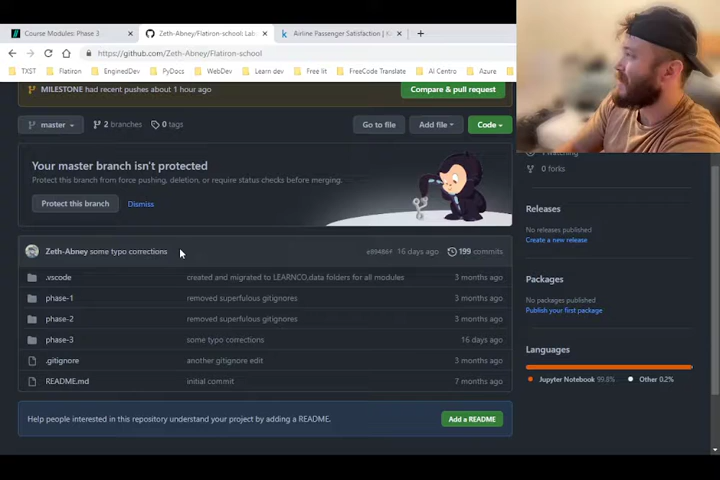 Course Modules: Phase 3
Zeth-Abney/Flatiron-school: Lab
Airline Passenger Satisfaction | K
https://github.com/Zeth-Abney/Flatiron-school
TXST
Flatiron
EnginedDev
PyDocs
WebDev
Learn dev
Free lit
FreeCode Translate
AI Centro
Azure
MILESTONE had recent pushes about 1 hour ago
Compare & pull request
master
2 branches
0 tags
Go to file
Add file
Code
0 forks
Your master branch isn't protected
Protect this branch from force pushing, deletion, or require status checks before merging.
Protect this branch
Dismiss
Zeth-Abney some typo corrections
16 days ago
199 commits
.vscode
created and migrated to LEARNCO.data folders for all modules
3 months ago
phase-1
removed superfulous gitignores
3 months ago
phase-2
removed superfulous gitignores
3 months ago
phase-3
some typo corrections
16 days ago
.gitignore
another gitignore edit
3 months ago
README.md
initial commit
7 months ago
Help people interested in this repository understand your project by adding a README.
Add a README
Releases
No releases published
Create a new release
Packages
No packages published
Publish your first package
Languages
Jupyter Notebook 99.8%
Other 0.2%